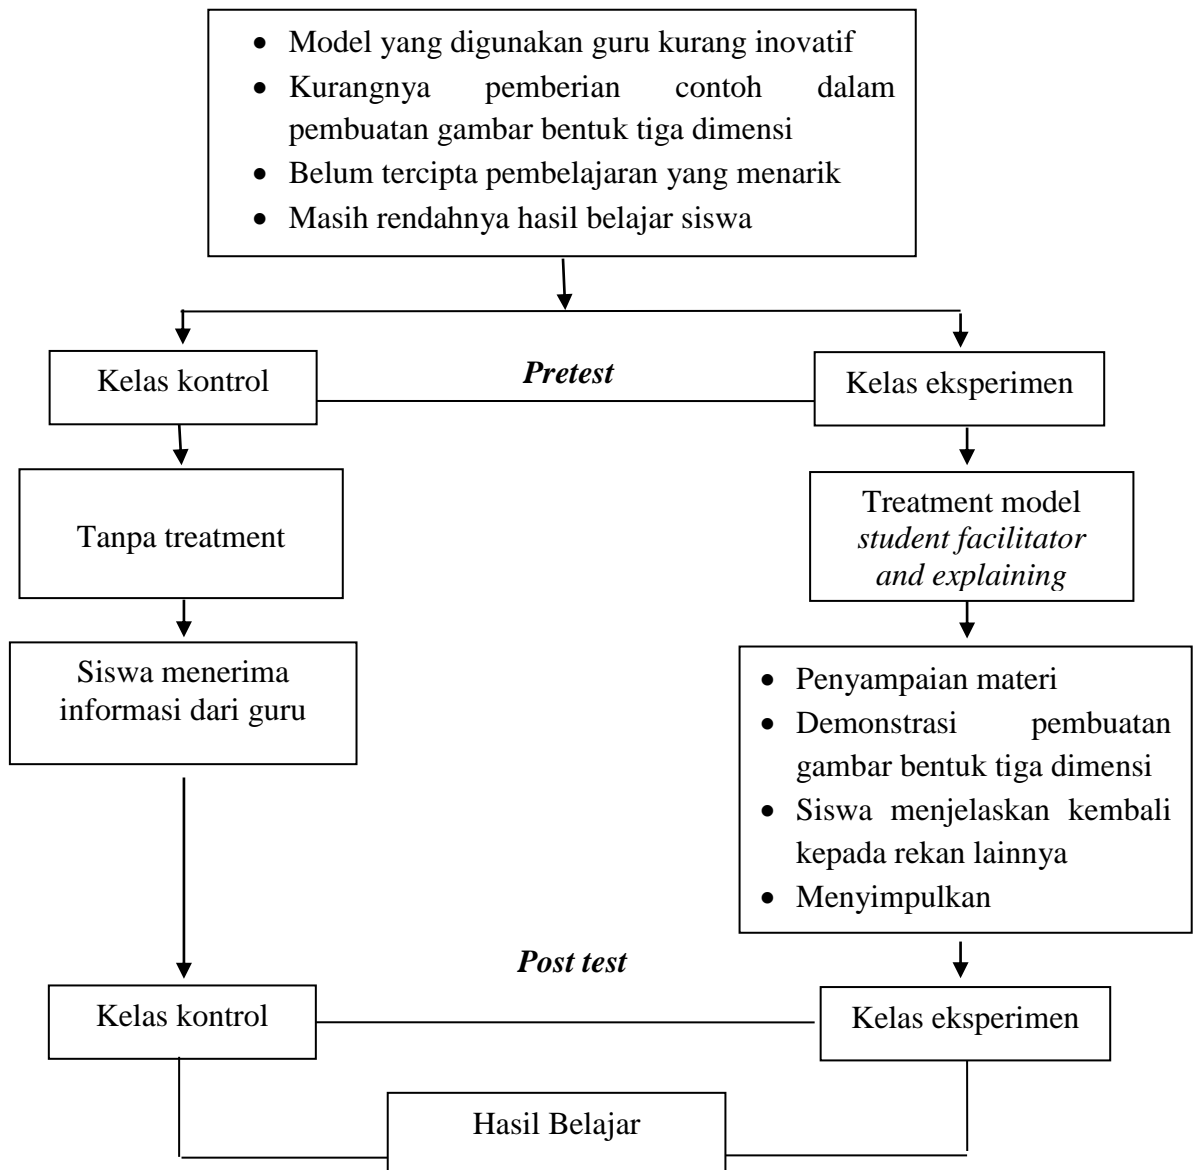 • Model yang digunakan guru kurang inovatif
• Kurangnya pemberian contoh dalam
pembuatan gambar bentuk tiga dimensi
• Belum tercipta pembelajaran yang menarik
• Masih rendahnya hasil belajar siswa
Kelas kontrol
Pretest
Kelas eksperimen
Tanpa treatment
Treatment model
student facilitator
and explaining
Siswa menerima
informasi dari guru
• Penyampaian materi
• Demonstrasi pembuatan
gambar bentuk tiga dimensi
• Siswa menjelaskan kembali
kepada rekan lainnya
• Menyimpulkan
Post test
Kelas kontrol
Kelas eksperimen
Hasil Belajar